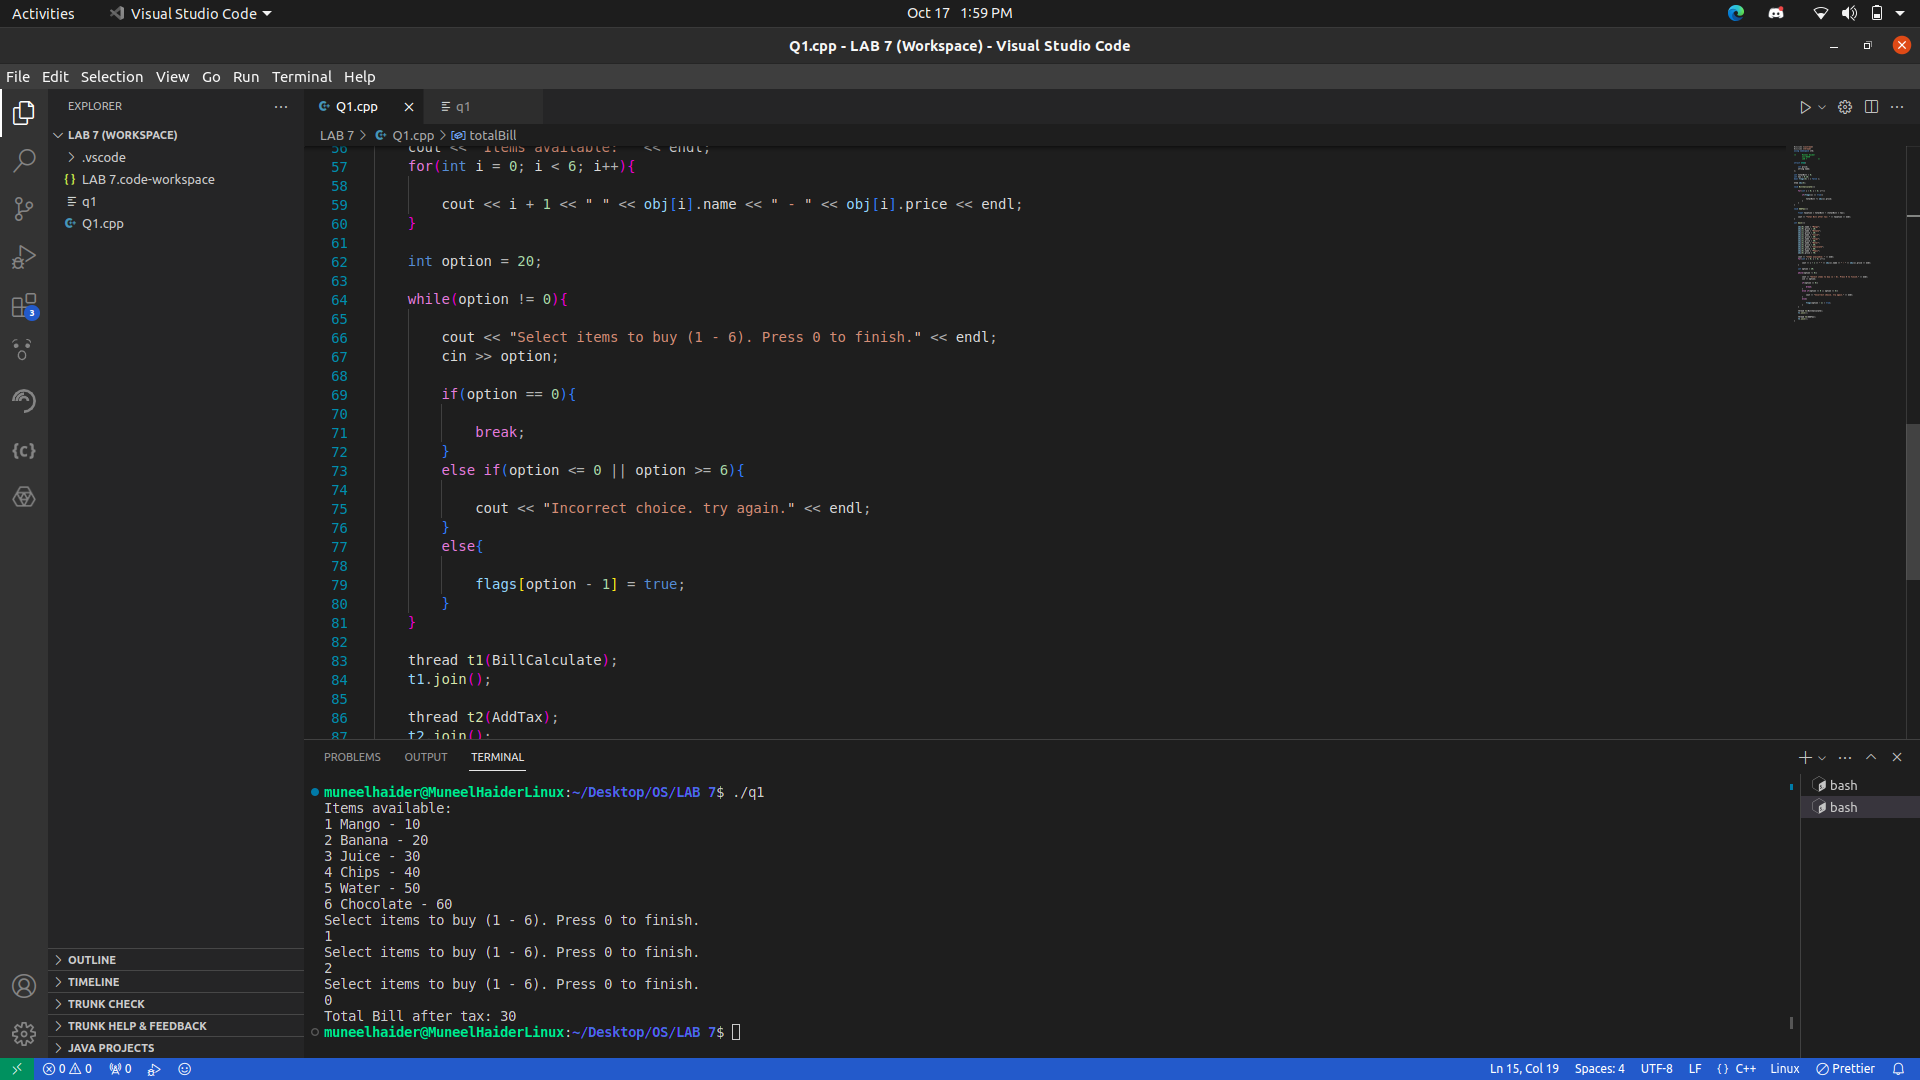 Activities
Visual Studio Code
Oct 17 1:59 PM
Q1.cpp - LAB 7 (Workspace) - Visual Studio Code
File Edit Selection View Go Run Terminal Help
EXPLORER
LAB 7 (WORKSPACE)
.vscode
{} LAB 7.code-workspace
q1
Q1.cpp
OUTLINE
TIMELINE
TRUNK CHECK
TRUNK HELP & FEEDBACK
JAVA PROJECTS
3
Q1.cpp
q1
LAB 7 > Q1.cpp > totalBill
56 cout << "Items available: " << endl;
57 for(int i = 0; i < 6; i++){
58
59 cout << i + 1 << " " << obj[i].name << " - " << obj[i].price << endl;
60 }
61
62 int option = 20;
63
64 while(option != 0){
65
66 cout << "Select items to buy (1 - 6). Press 0 to finish." << endl;
67 cin >> option;
68
69 if(option == 0){
70
71 break;
72 }
73 else if(option <= 0 || option >= 6){
74
75 cout << "Incorrect choice. try again." << endl;
76 }
77 else{
78
79 flags[option - 1] = true;
80 }
81 }
82
83 thread t1(BillCalculate);
84 t1.join();
85
86 thread t2(AddTax);
87 t2.join();
PROBLEMS OUTPUT TERMINAL
muneelhaider@MuneelHaiderLinux:~/Desktop/OS/LAB 7$ ./q1
Items available:
1 Mango - 10
2 Banana - 20
3 Juice - 30
4 Chips - 40
5 Water - 50
6 Chocolate - 60
Select items to buy (1 - 6). Press 0 to finish.
1
Select items to buy (1 - 6). Press 0 to finish.
2
Select items to buy (1 - 6). Press 0 to finish.
0
Total Bill after tax: 30
muneelhaider@MuneelHaiderLinux:~/Desktop/OS/LAB 7$
bash
bash
0 0 0
Ln 15, Col 19 Spaces: 4 UTF-8 LF {} C++ Linux Prettier